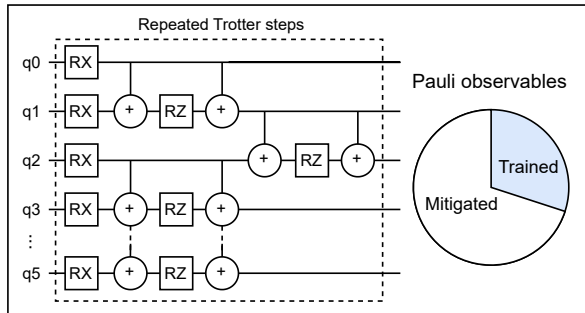 Repeated Trotter steps
q0 RX
q1 RX + RZ + 
q2 RX + RZ +
q3 RX + RZ +
...
q5 RX + RZ +
Pauli observables
Trained
Mitigated